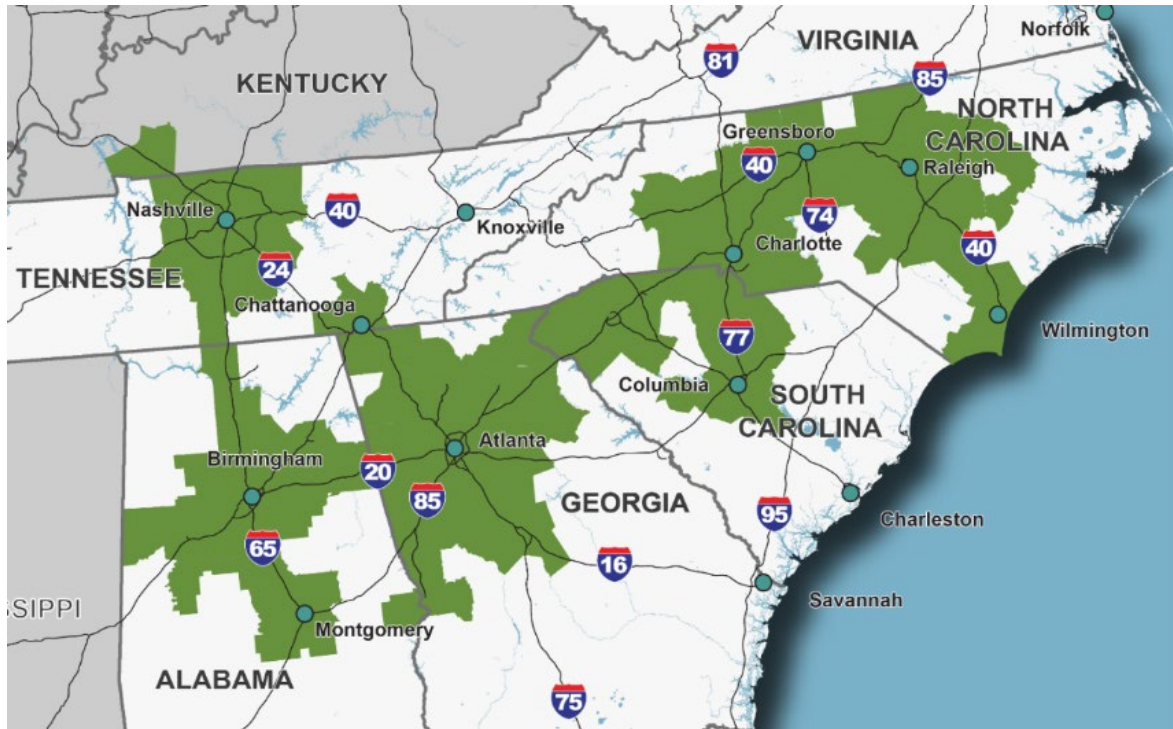 Norfolk
VIRGINIA
81
KENTUCKY
85
NORTH
CAROLINA
Greensboro
40
Raleigh
Nashville
40
Knoxville
74
40
Charlotte
TENNESSEE
24
Chattanooga
Wilmington
77
Columbia
SOUTH
CAROLINA
Atlanta
Birmingham
20
85
GEORGIA
95
Charleston
65
16
SSIPPI
Savannah
Montgomery
ALABAMA
75